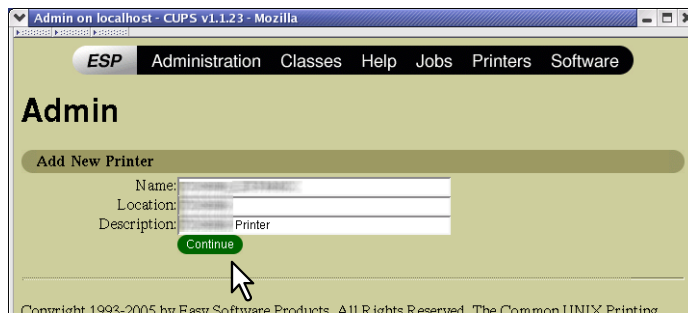 Admin on localhost - CUPS v1.1.23 - Mozilla
ESP Administration Classes Help Jobs Printers Software
Admin
Add New Printer
Name:
Location:
Description: Printer
Continue
Copyright 1993-2005 by Easy Software Products, All Rights Reserved. The Common UNIX Printing